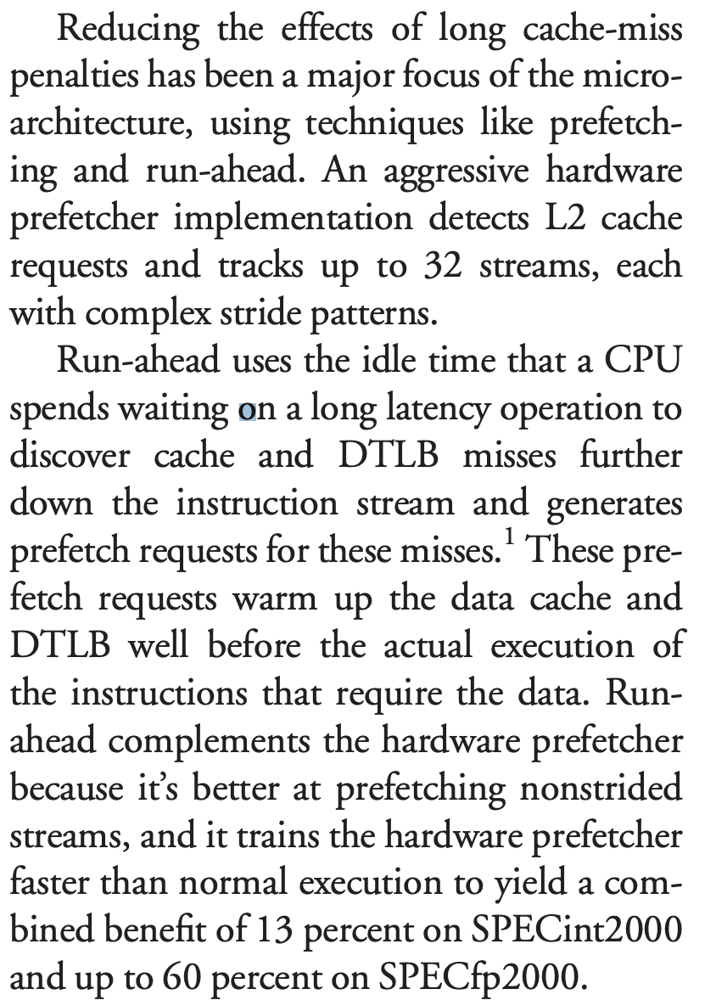 Reducing the effects of long cache-miss
penalties has been a major focus of the micro-
architecture, using techniques like prefetch-
ing and run-ahead. An aggressive hardware
prefetcher implementation detects L2 cache
requests and tracks up to 32 streams, each
with complex stride patterns.
Run-ahead uses the idle time that a CPU
spends waiting on a long latency operation to
discover cache and DTLB misses further
down the instruction stream and generates
prefetch requests for these misses.1 These pre-
fetch requests warm up the data cache and
DTLB well before the actual execution of
the instructions that require the data. Run-
ahead complements the hardware prefetcher
because it’s better at prefetching nonstrided
streams, and it trains the hardware prefetcher
faster than normal execution to yield a com-
bined benefit of 13 percent on SPECint2000
and up to 60 percent on SPECfp2000.